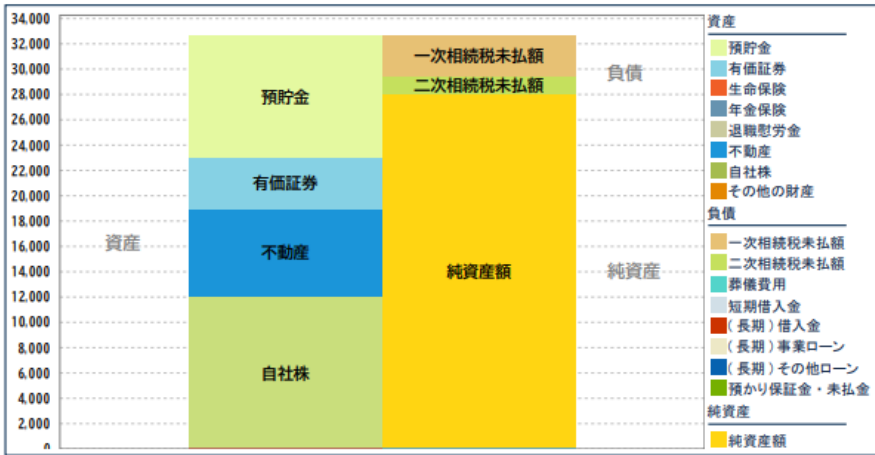 34.000
32.000
30.000
28.000
26.000
24.000
22.000
20.000
18.000
16.000
14.000
12.000
10.000
8.000
6.000
4.000
2.000
0
資産
預貯金
有価証券
不動産
自社株
一次相続税未払額
二次相続税未払額
純資産額
負債
純資産
資産
預貯金
有価証券
生命保険
年金保険
退職慰労金
不動産
自社株
その他の財産
負債
一次相続税未払額
二次相続税未払額
葬儀費用
短期借入金
(長期)借入金
(長期)事業ローン
(長期)その他ローン
預かり保証金・未払金
純資産
純資産額